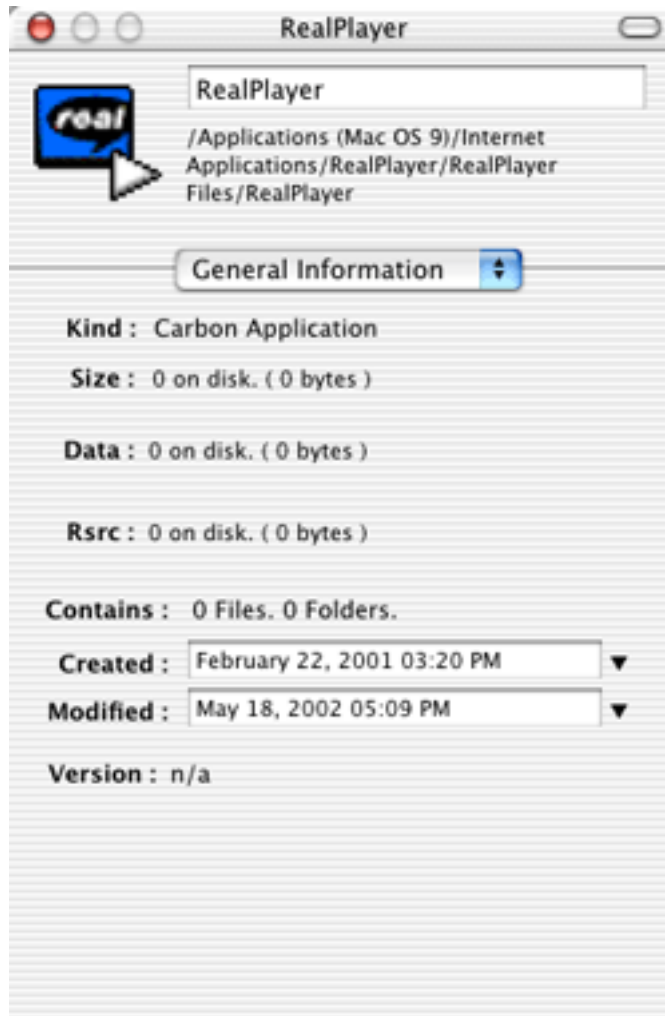 RealPlayer
real
RealPlayer
/Applications (Mac OS 9)/Internet
Applications/RealPlayer/RealPlayer
Files/RealPlayer
General Information
Kind : Carbon Application
Size : 0 on disk. ( 0 bytes )
Data : 0 on disk. ( 0 bytes )
Rsrc : 0 on disk. ( 0 bytes )
Contains : 0 Files. 0 Folders.
Created : February 22, 2001 03:20 PM
Modified : May 18, 2002 05:09 PM
Version : n/a